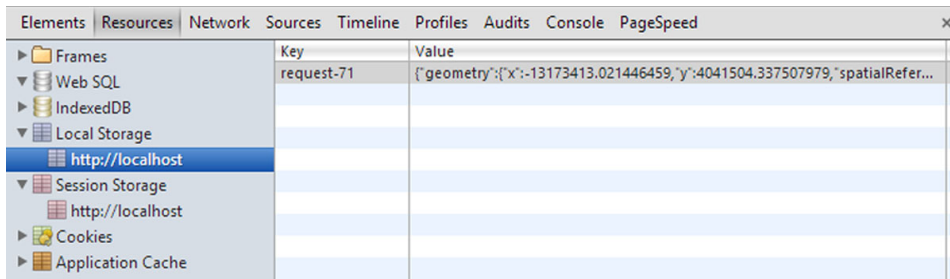 Elements Resources Network Sources Timeline Profiles Audits Console PageSpeed ×
Frames
Web SQL
IndexedDB
Local Storage
http://localhost
Session Storage
http://localhost
Cookies
Application Cache
Key Value
request-71 {"geometry":{"x":-13173413.021446459,"y":4041504.337507979,"spatialRefer...